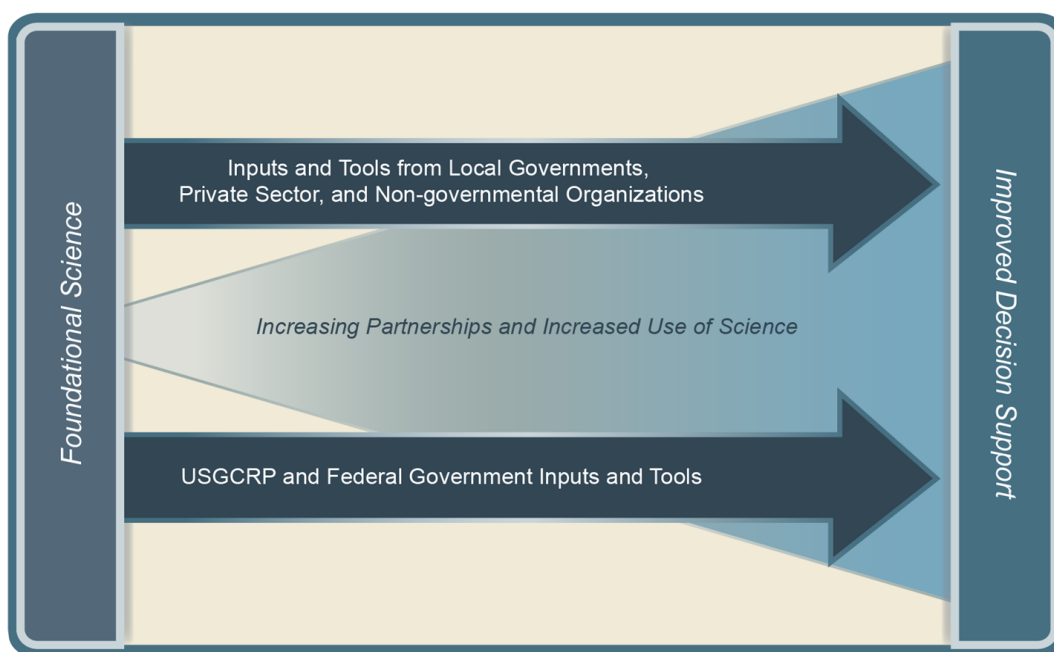 Foundational Science
Inputs and Tools from Local Governments,
Private Sector, and Non-governmental Organizations
Increasing Partnerships and Increased Use of Science
USGCRP and Federal Government Inputs and Tools
Improved Decision Support